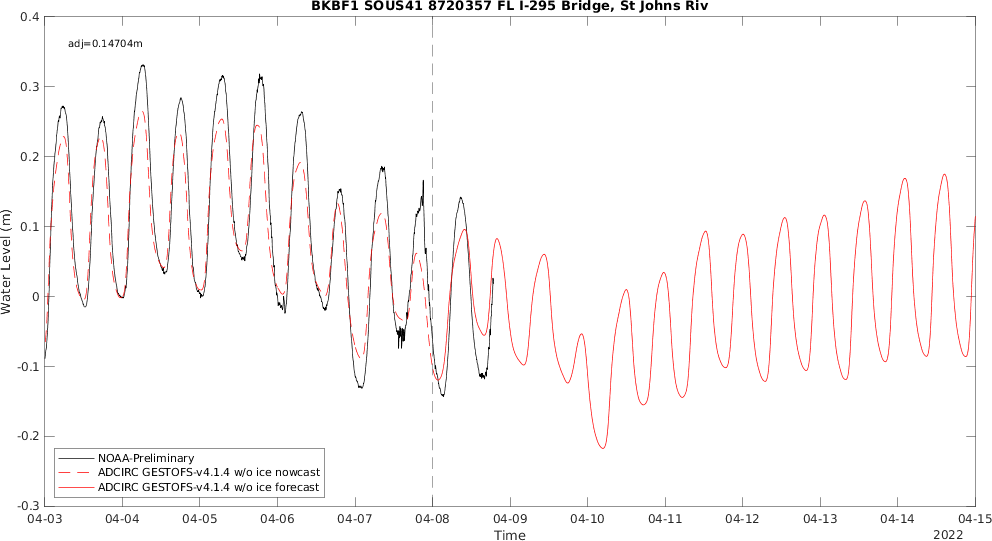 BKBF1 SOUS41 8720357 FL I-295 Bridge, St Johns Riv
adj=0.14704m
0.4
0.3
0.2
0.1
0
-0.1
-0.2
-0.3
Water Level (m)
NOAA-Preliminary
ADCIRC GESTOFS-v4.1.4 w/o ice nowcast
ADCIRC GESTOFS-v4.1.4 w/o ice forecast
04-03 04-04 04-05 04-06 04-07 04-08 04-09 04-10 04-11 04-12 04-13 04-14 04-15
Time
2022